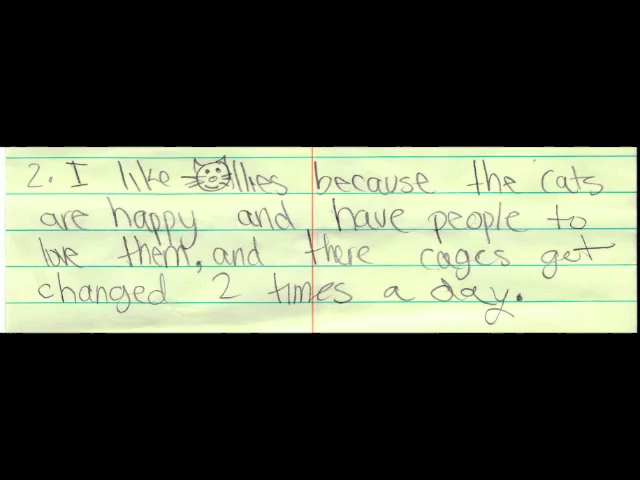 2. I like llies because the cats
are happy and have people to
love them, and there cages get
changed 2 times a day.